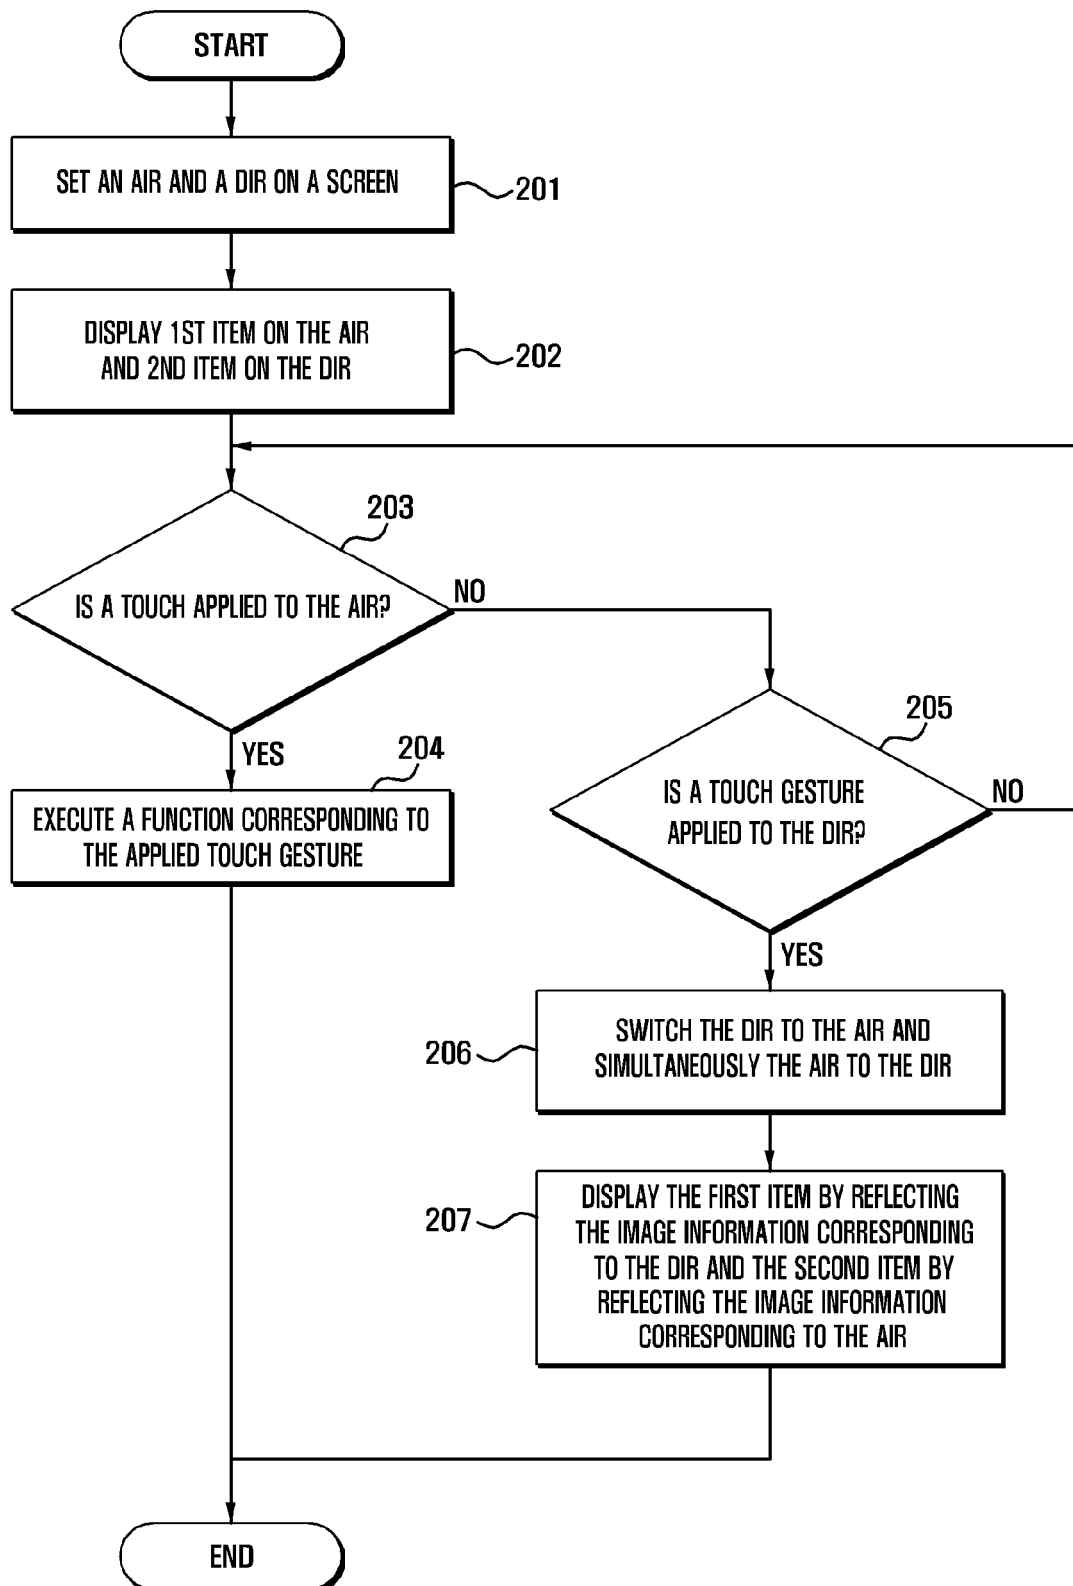 START
SET AN AIR AND A DIR ON A SCREEN
201
DISPLAY 1ST ITEM ON THE AIR
AND 2ND ITEM ON THE DIR
202
203
IS A TOUCH APPLIED TO THE AIR?
NO
YES
204
EXECUTE A FUNCTION CORRESPONDING TO
THE APPLIED TOUCH GESTURE
205
IS A TOUCH GESTURE
APPLIED TO THE DIR?
NO
YES
206
SWITCH THE DIR TO THE AIR AND
SIMULTANEOUSLY THE AIR TO THE DIR
207
DISPLAY THE FIRST ITEM BY REFLECTING
THE IMAGE INFORMATION CORRESPONDING
TO THE DIR AND THE SECOND ITEM BY
REFLECTING THE IMAGE INFORMATION
CORRESPONDING TO THE AIR
END